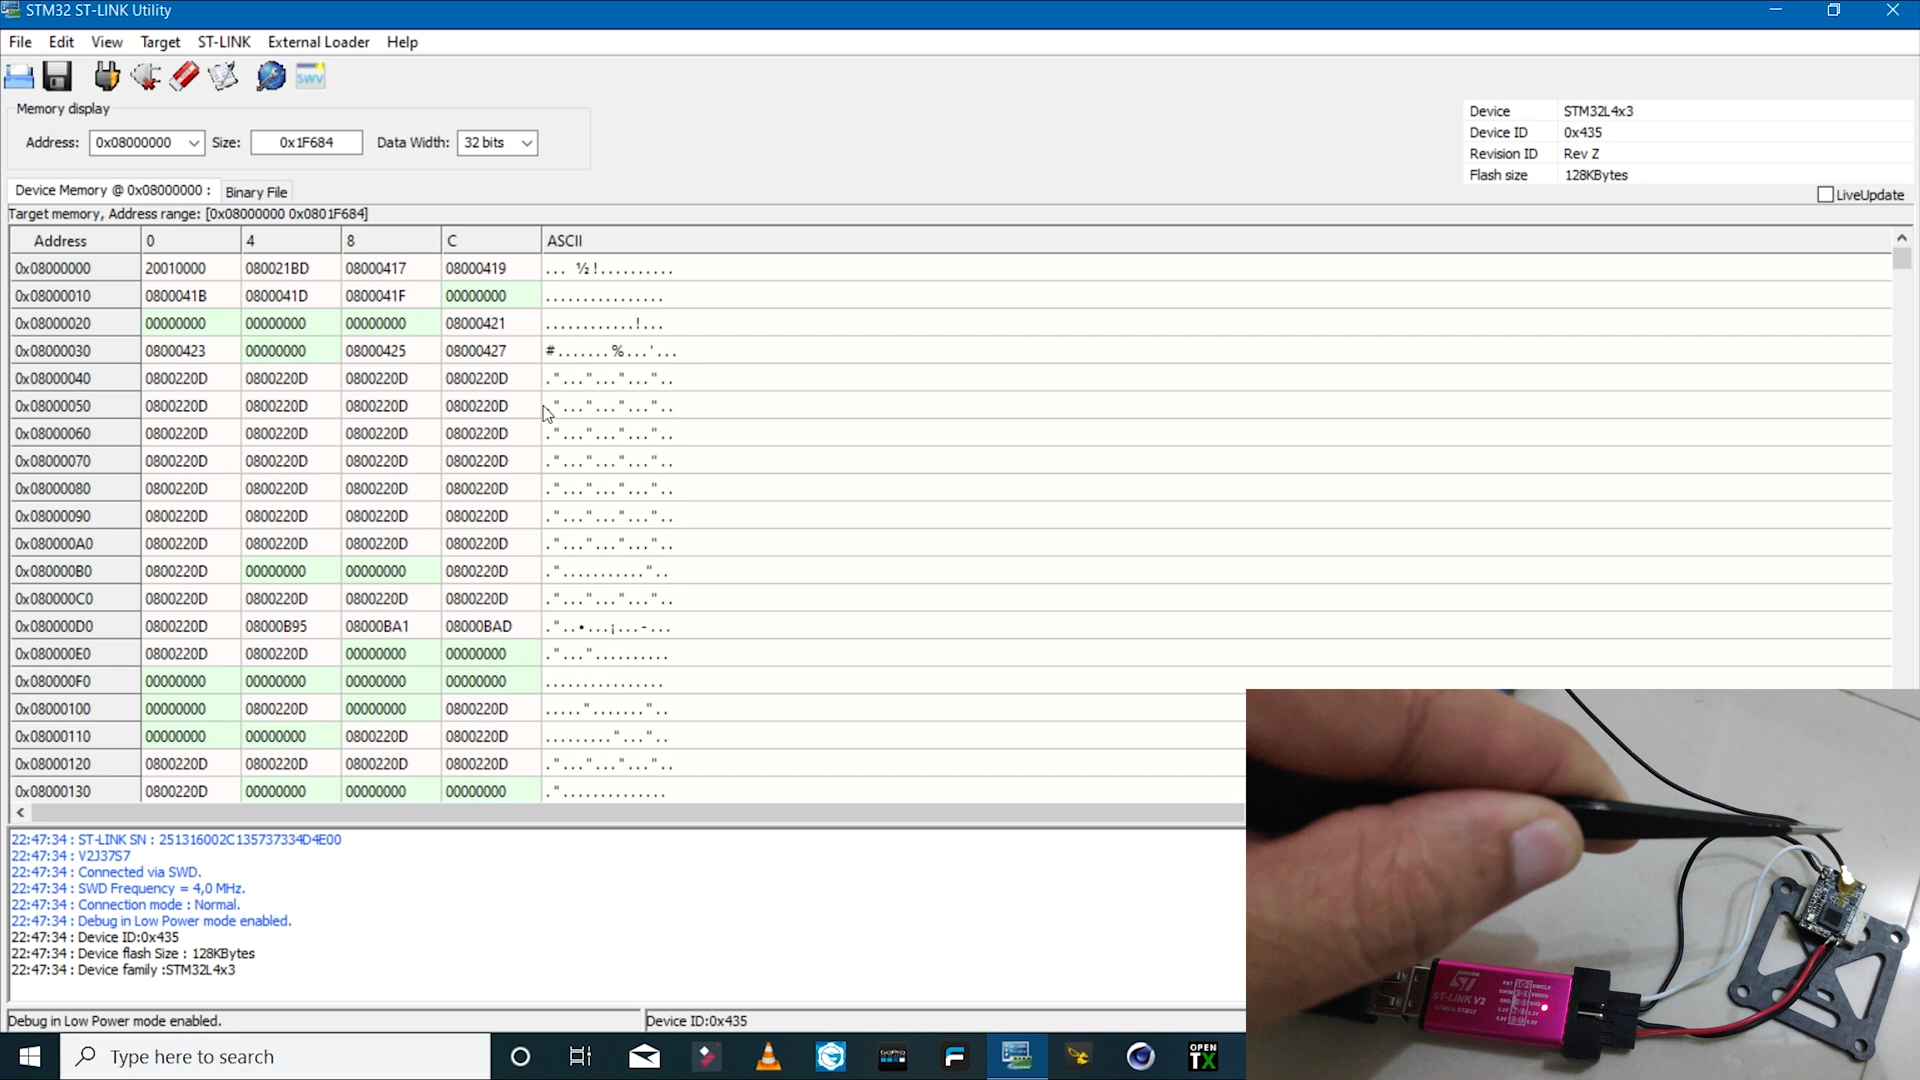 STM32 ST-LINK Utility
File Edit View Target ST-LINK External Loader Help
SWV
Memory display
Address: 0x08000000 Size: 0x1F684 Data Width: 32 bits
Device STM32L4x3
Device ID 0x435
Revision ID Rev Z
Flash size 128KBytes
LiveUpdate
Device Memory @ 0x08000000 : Binary File
Target memory, Address range: [0x08000000 0x0801F684]
Address 0 4 8 C ASCII
0x08000000 20010000 080021BD 08000417 08000419 ... ½!..........
0x08000010 0800041B 0800041D 0800041F 00000000 ................
0x08000020 00000000 00000000 00000000 08000421 ............!...
0x08000030 08000423 00000000 08000425 08000427 #.......%...'...
0x08000040 0800220D 0800220D 0800220D 0800220D ."..."..."..."..
0x08000050 0800220D 0800220D 0800220D 0800220D ."..."..."..."..
0x08000060 0800220D 0800220D 0800220D 0800220D ."..."..."..."..
0x08000070 0800220D 0800220D 0800220D 0800220D ."..."..."..."..
0x08000080 0800220D 0800220D 0800220D 0800220D ."..."..."..."..
0x08000090 0800220D 0800220D 0800220D 0800220D ."..."..."..."..
0x080000A0 0800220D 0800220D 0800220D 0800220D ."..."..."..."..
0x080000B0 0800220D 00000000 00000000 0800220D ."..........."..
0x080000C0 0800220D 0800220D 0800220D 0800220D ."..."..."..."..
0x080000D0 0800220D 08000B95 08000BA1 08000BAD ."..•...¡...-...
0x080000E0 0800220D 0800220D 00000000 00000000 ."..."..........
0x080000F0 00000000 00000000 00000000 00000000 ................
0x08000100 00000000 0800220D 00000000 0800220D ....."......."..
0x08000110 00000000 00000000 0800220D 0800220D ........."..."..
0x08000120 0800220D 0800220D 0800220D 0800220D ."..."..."..."..
0x08000130 0800220D 00000000 00000000 00000000 ."..............
22:47:34 : ST-LINK SN : 251316002C135737334D4E00
22:47:34 : V2J37S7
22:47:34 : Connected via SWD.
22:47:34 : SWD Frequency = 4,0 MHz.
22:47:34 : Connection mode : Normal.
22:47:34 : Debug in Low Power mode enabled.
22:47:34 : Device ID:0x435
22:47:34 : Device flash Size : 128KBytes
22:47:34 : Device family :STM32L4x3
ST-LINK V2
Debug in Low Power mode enabled. Device ID:0x435
Type here to search
GoPro
OPEN
TX